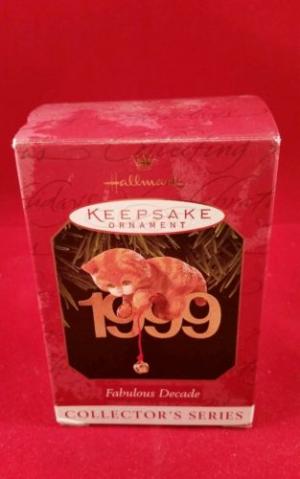 Hallmark
KEEPSAKE
ORNAMENT
1999
Fabulous Decade
COLLECTOR'S SERIES